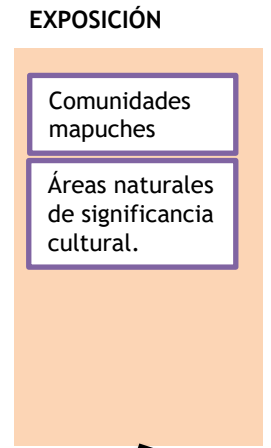 EXPOSICIÓN
Comunidades
mapuches
Áreas naturales
de significancia
cultural.